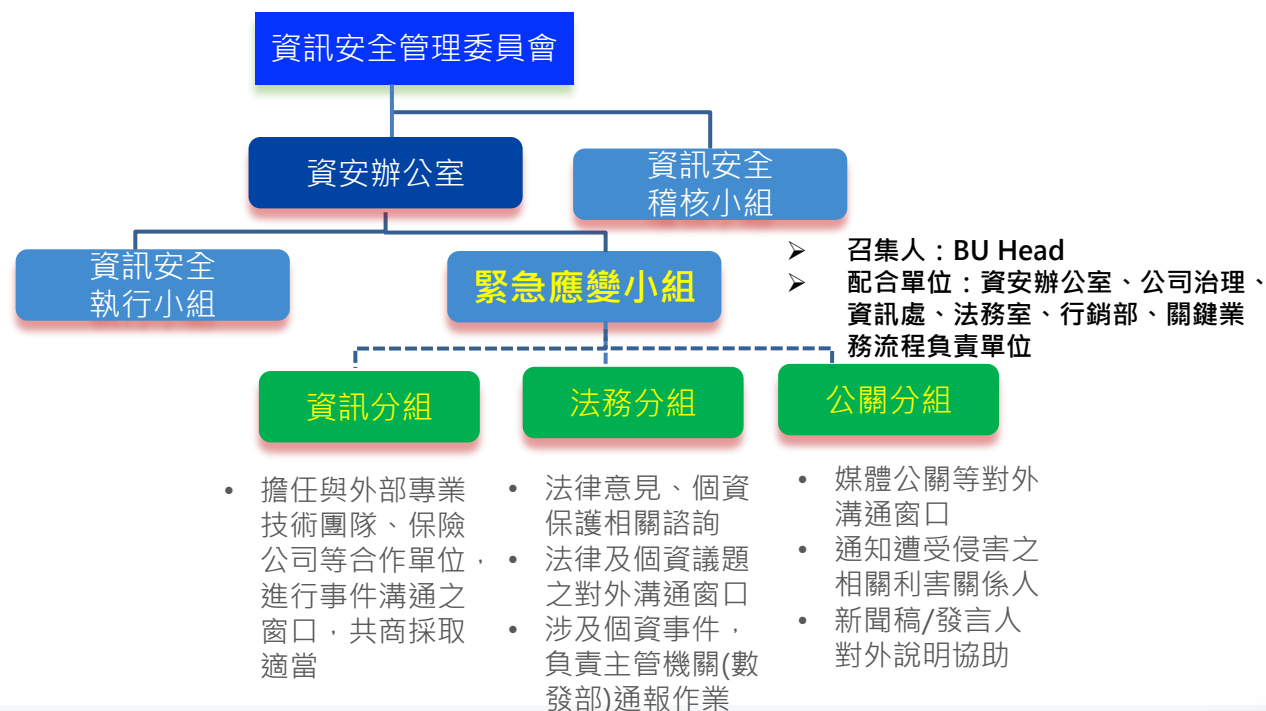 資訊安全管理委員會
資安辦公室
資訊安全
稽核小組
資訊安全
執行小組
緊急應變小組
➢ 召集人：BU Head
➢ 配合單位：資安辦公室、公司治理、
資訊處、法務室、行銷部、關鍵業
務流程負責單位
資訊分組
法務分組
公關分組
• 擔任與外部專業
技術團隊、保險
公司等合作單位，
進行事件溝通之
窗口，共商採取
適當
• 法律意見、個資
保護相關諮詢
• 法律及個資議題
之對外溝通窗口
• 涉及個資事件，
負責主管機關(數
發部)通報作業
• 媒體公關等對外
溝通窗口
• 通知遭受侵害之
相關利害關係人
• 新聞稿/發言人
對外說明協助